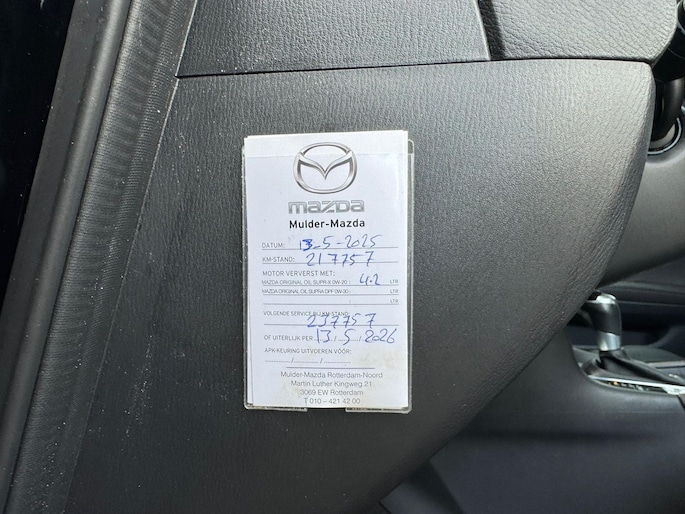 mazda
Mulder-Mazda
DATUM: 13-5-2025
KM-STAND: 217757
MOTOR VERVERST MET:
MAZDA ORIGINAL OIL SUPRA-X 0W-20 : 4.2 LTR
MAZDA ORIGINAL OIL SUPRA DPF 0W-30 : LTR
LTR
VOLGENDE SERVICE BIJ KM-STAND:
237757
OF UITERLIJK PER 13 / 5 / 2026
APK-KEURING UITVOEREN VÓÓR:
Mulder-Mazda Rotterdam-Noord
Martin Luther Kingweg 21
3069 EW Rotterdam
T 010 – 421 42 00